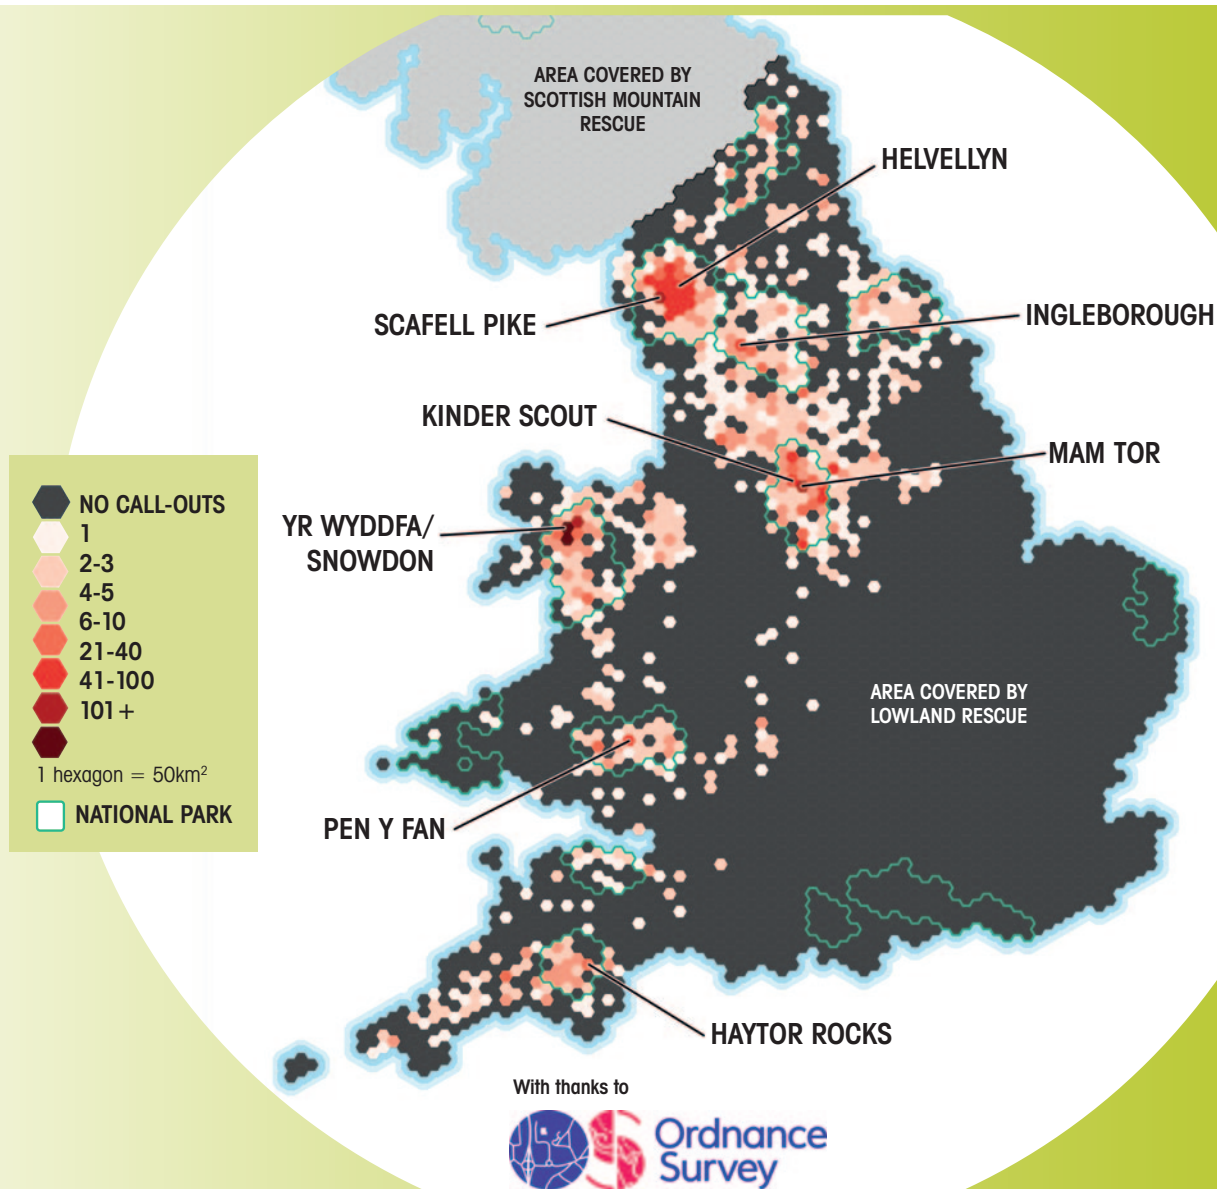 AREA COVERED BY
SCOTTISH MOUNTAIN
RESCUE
HELVELLYN
SCAFELL PIKE
INGLEBOROUGH
KINDER SCOUT
MAM TOR
YR WYDDFA/
SNOWDON
AREA COVERED BY
LOWLAND RESCUE
PEN Y FAN
HAYTOR ROCKS
NO CALL-OUTS
1
2-3
4-5
6-10
21-40
41-100
101+
1 hexagon = 50km²
NATIONAL PARK
With thanks to
OS
Ordnance
Survey